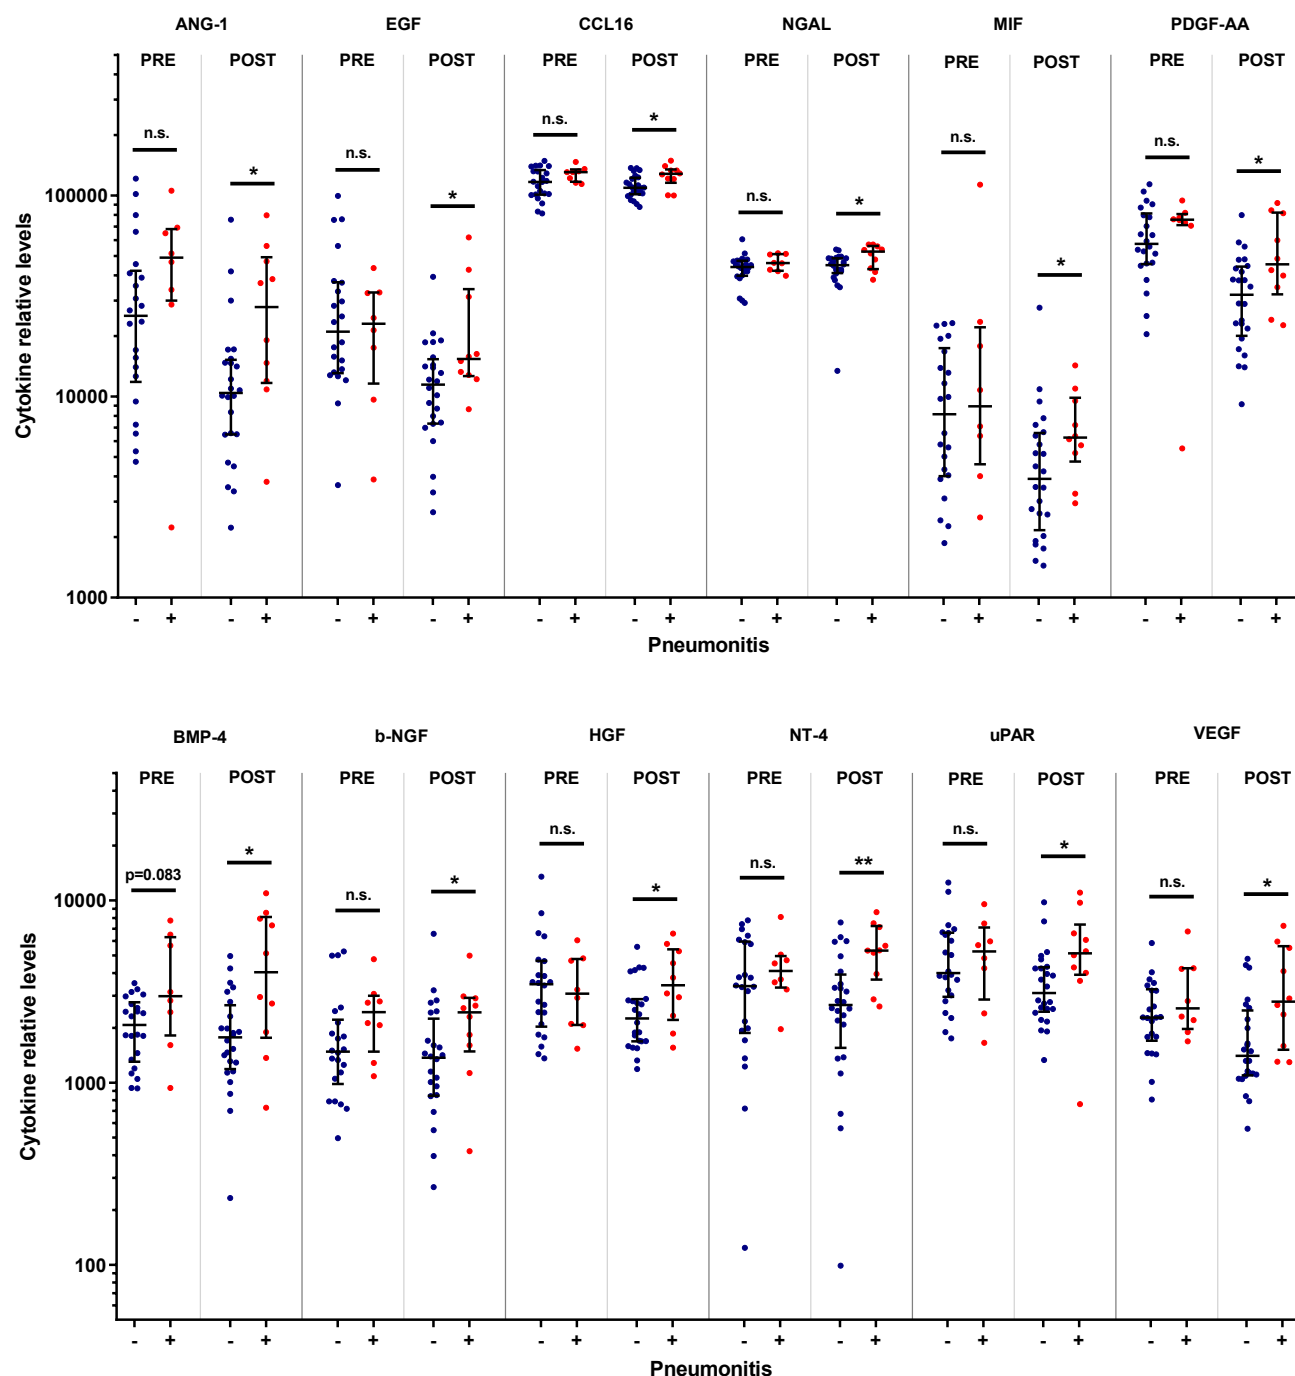 ANG-1 EGF CCL16 NGAL MIF PDGF-AA
PRE POST PRE POST PRE POST PRE POST PRE POST PRE POST
n.s. * n.s. * n.s. * n.s. * n.s. * n.s. *
100000
10000
1000
Cytokine relative levels
- + - + - + - + - + - + - + - + - + - + - + - +
Pneumonitis
BMP-4 b-NGF HGF NT-4 uPAR VEGF
PRE POST PRE POST PRE POST PRE POST PRE POST PRE POST
p=0.083 * n.s. * n.s. * n.s. ** n.s. * n.s. *
10000
1000
100
Cytokine relative levels
- + - + - + - + - + - + - + - + - + - + - + - +
Pneumonitis